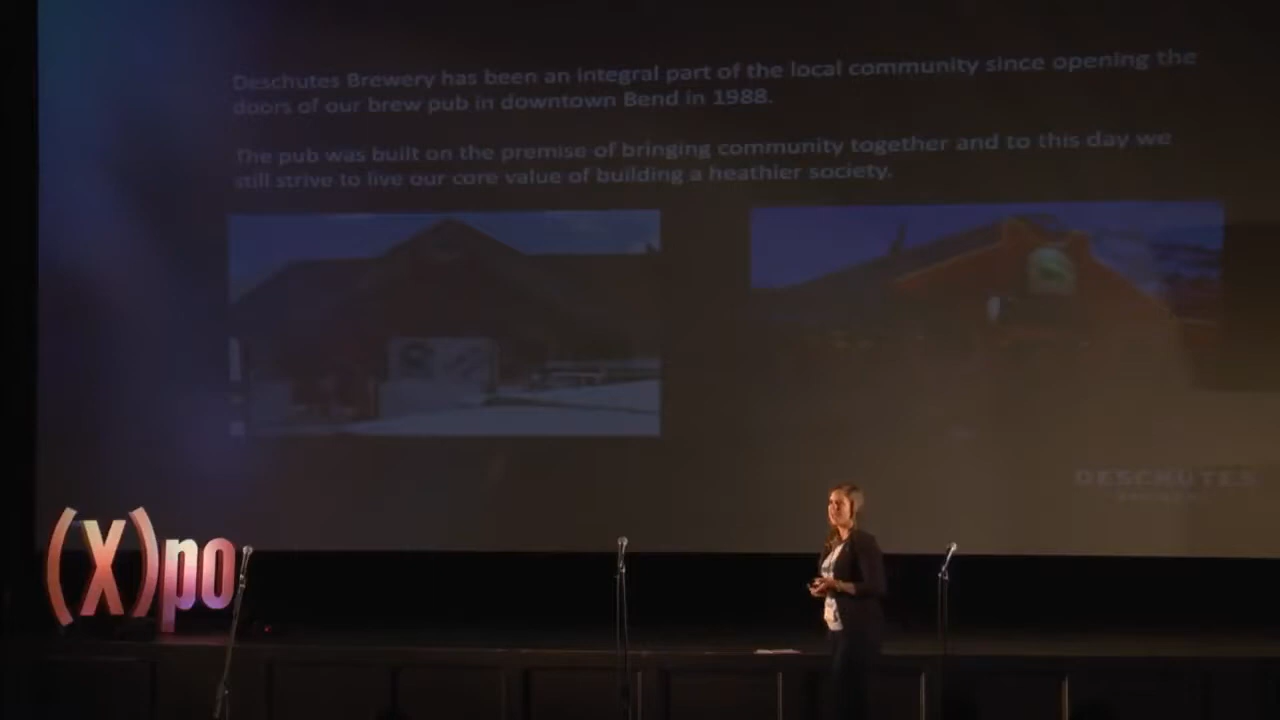 Deschutes Brewery has been an integral part of the local community since opening the
doors of our brew pub in downtown Bend in 1988.
The pub was built on the premise of bringing community together and to this day we
still strive to live our core value of building a heathier society.
DESCHUTES
(X)po